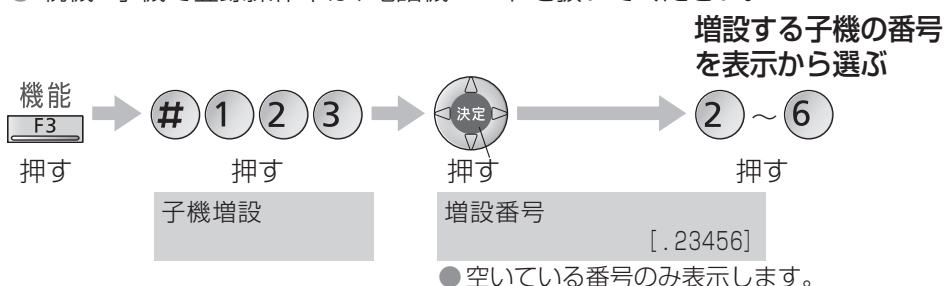 増設する子機の番号
を表示から選ぶ
機能
F3
# 1 2 3
決定
2 ~ 6
押す
押す
押す
押す
子機増設
増設番号
[.23456]
●空いている番号のみ表示します。